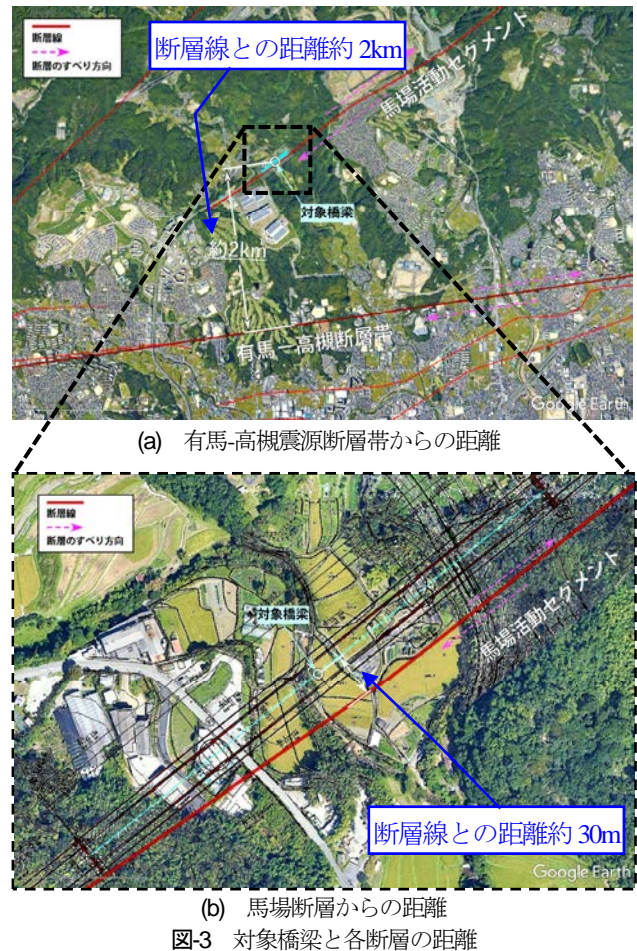 断層線
断層のすべり方向
断層線との距離約 2km
馬場活動セグメント
対象橋梁
約2km
有馬ー高槻断層帯
Google Earth
(a) 有馬-高槻震源断層帯からの距離
断層線
断層のすべり方向
対象橋梁
馬場活動セグメント
断層線との距離約 30m
Google Earth
(b) 馬場断層からの距離
図-3 対象橋梁と各断層の距離